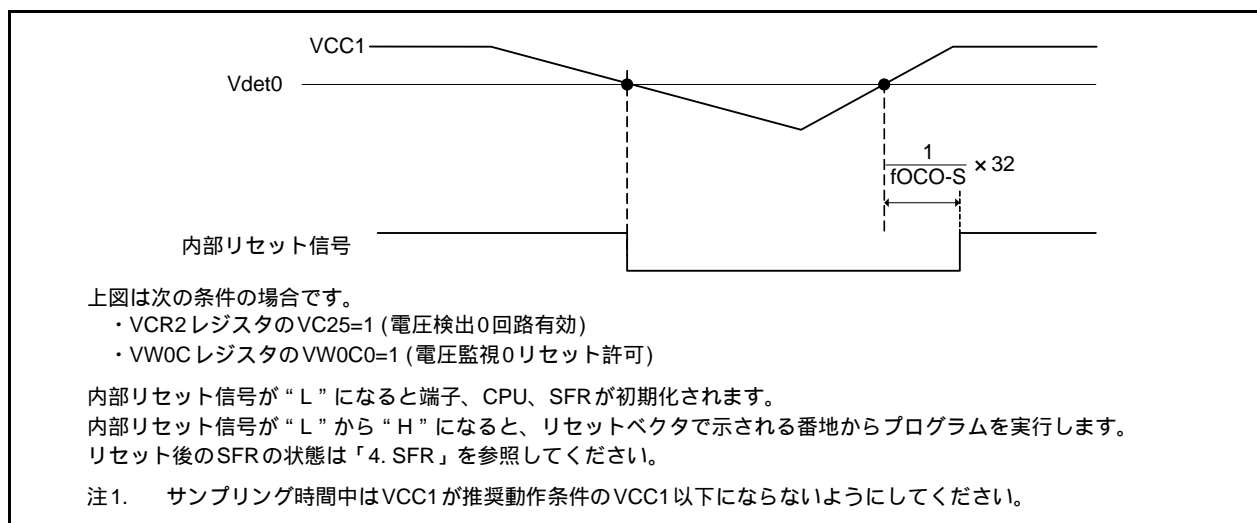 VCC1
Vdet0
1
fOCO-S
× 32
内部リセット信号
上図は次の条件の場合です。
・VCR2レジスタのVC25=1 (電圧検出0回路有効)
・VW0CレジスタのVW0C0=1 (電圧監視0リセット許可)
内部リセット信号が“L”になると端子、CPU、SFRが初期化されます。
内部リセット信号が“L”から“H”になると、リセットベクタで示される番地からプログラムを実行します。
リセット後のSFRの状態は「4. SFR」を参照してください。
注1. サンプリング時間中はVCC1が推奨動作条件のVCC1以下にならないようにしてください。